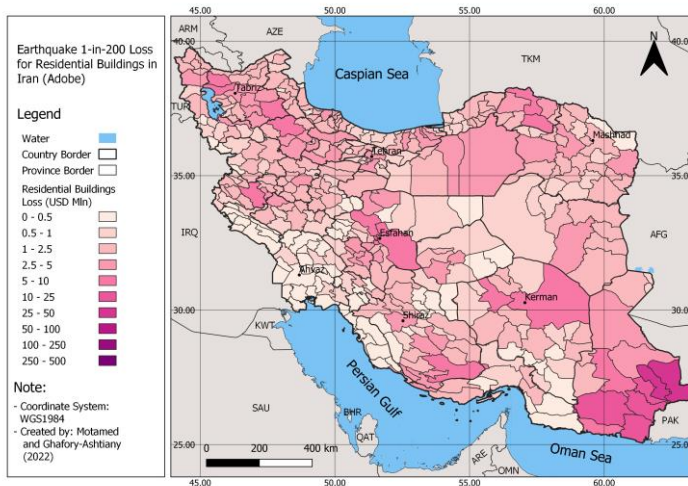 45.00
50.00
55.00
60.00
Earthquake 1-in-200 Loss
for Residential Buildings in
Iran (Adobe)
Legend
Water
Country Border
Province Border
Residential Buildings
Loss (USD Mln)
0 - 0.5
0.5 - 1
1 - 2.5
2.5 - 5
5 - 10
10 - 25
25 - 50
50 - 100
100 - 250
250 - 500
Note:
- Coordinate System:
WGS1984
- Created by: Motamed
and Ghafory-Ashtiany
(2022)
ARM
AZE
40.00
40.00
N
TKM
Caspian Sea
TUR
Tabriz
Mashhad
Tehran
35.00
35.00
IRQ
AFG
Esfahan
Ahvaz
30.00
30.00
Kerman
Shiraz
KWT
Persian Gulf
SAU
BHR
QAT
PAK
25.00
25.00
ARE
OMN
Oman Sea
0 200 400 km
45.00
50.00
55.00
60.00